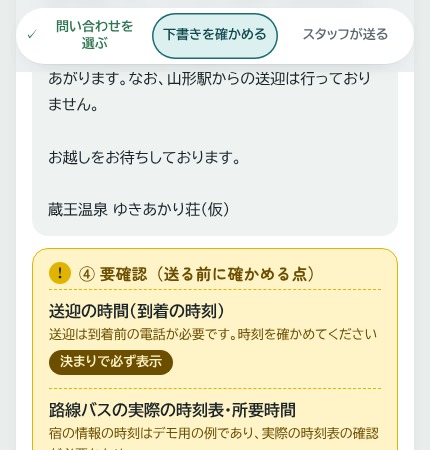 ✓ 問い合わせを
選ぶ
下書きを確かめる
スタッフが送る
あがります。なお、山形駅からの送迎は行っており
ません。
お越しをお待ちしております。
蔵王温泉 ゆきあかり荘(仮)
! ④ 要確認（送る前に確かめる点）
送迎の時間(到着の時刻)
送迎は到着前の電話が必要です。時刻を確かめてください
決まりで必ず表示
路線バスの実際の時刻表・所要時間
宿の情報の時刻はデモ用の例であり、実際の時刻表の確認